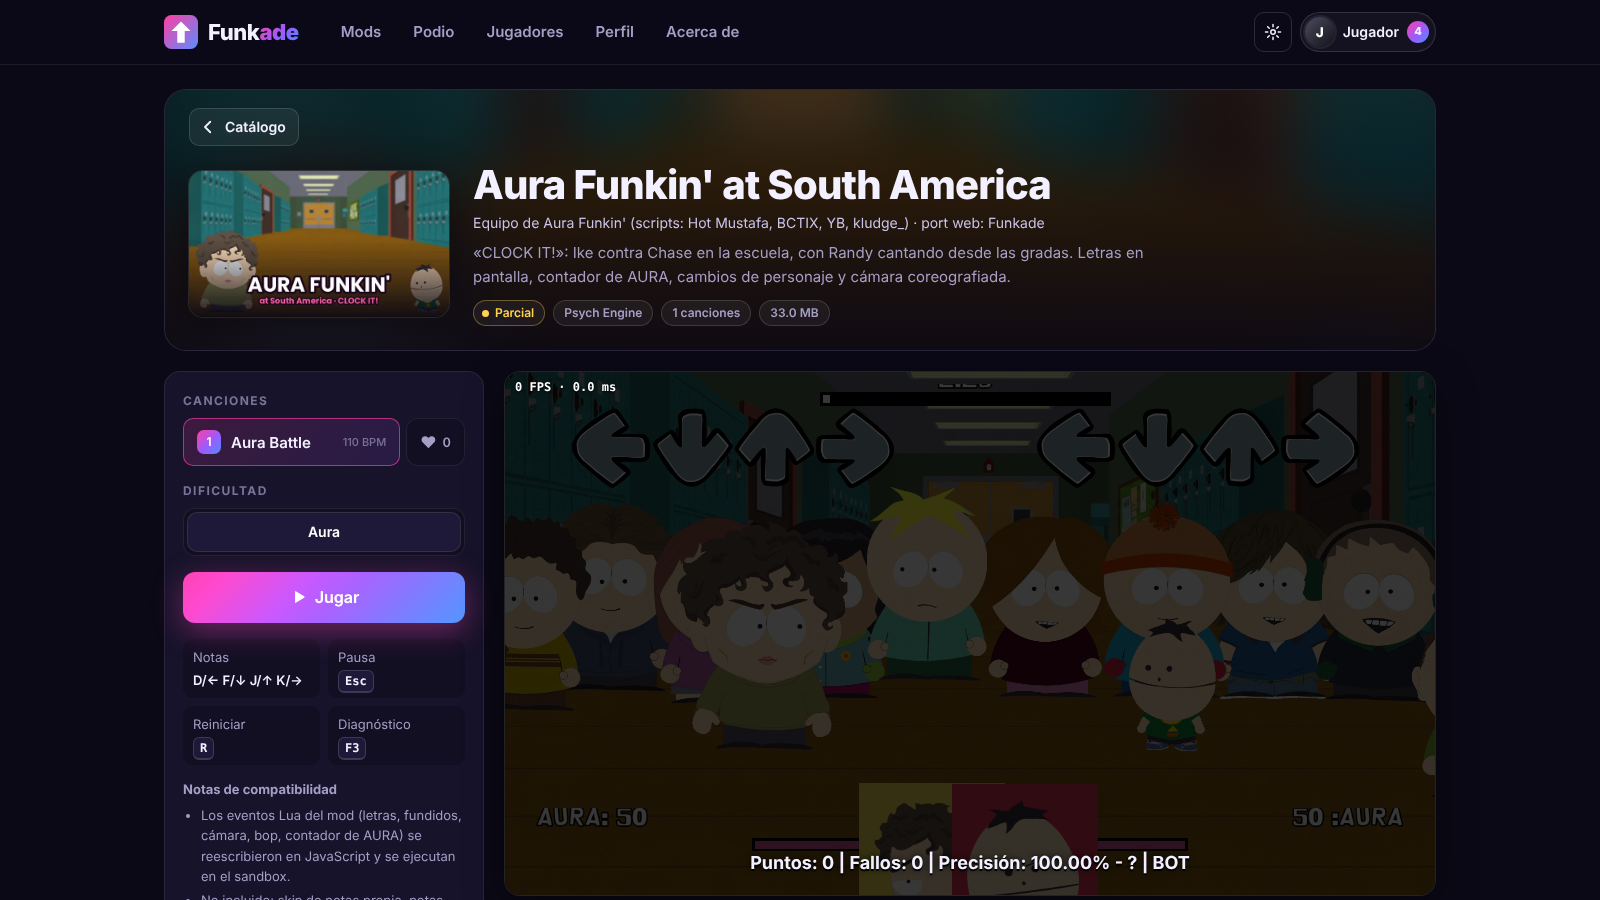 Funkade
Mods
Podio
Jugadores
Perfil
Acerca de
J
Jugador
4
Catálogo
AURA FUNKIN'
at South America · CLOCK IT!
Aura Funkin' at South America
Equipo de Aura Funkin' (scripts: Hot Mustafa, BCTIX, YB, kludge_) · port web: Funkade
«CLOCK IT!»: Ike contra Chase en la escuela, con Randy cantando desde las gradas. Letras en
pantalla, contador de AURA, cambios de personaje y cámara coreografiada.
Parcial
Psych Engine
1 canciones
33.0 MB
CANCIONES
1 Aura Battle 110 BPM
0
DIFICULTAD
Aura
Jugar
Notas
D/← F/↓ J/↑ K/→
Pausa
Esc
Reiniciar
R
Diagnóstico
F3
Notas de compatibilidad
• Los eventos Lua del mod (letras, fundidos,
cámara, bop, contador de AURA) se
reescribieron en JavaScript y se ejecutan
en el sandbox.
0 FPS · 0.0 ms
AURA: 50
50 :AURA
Puntos: 0 | Fallos: 0 | Precisión: 100.00% - ? | BOT